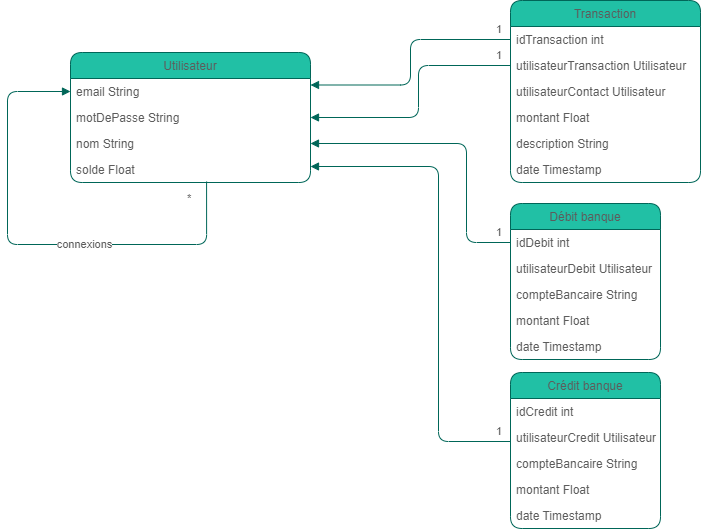 Utilisateur
email String
motDePasse String
nom String
solde Float
*
connexions
1
1
Transaction
idTransaction int
utilisateurTransaction Utilisateur
utilisateurContact Utilisateur
montant Float
description String
date Timestamp
1
Débit banque
idDebit int
utilisateurDebit Utilisateur
compteBancaire String
montant Float
date Timestamp
1
Crédit banque
idCredit int
utilisateurCredit Utilisateur
compteBancaire String
montant Float
date Timestamp